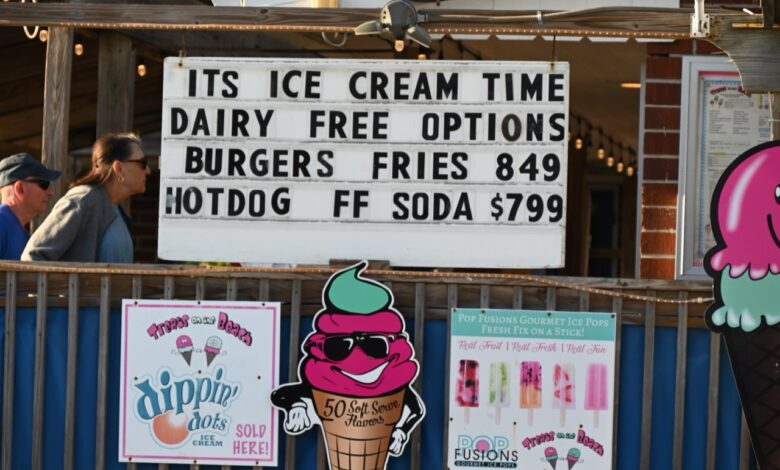 ITS ICE CREAM TIME
DAIRY FREE OPTIONS
BURGERS FRIES 849
HOTDOG FF SODA $799
Treats on the Beach
dippin'
dots
ICE
CREAM
SOLD
HERE!
50 Soft Serve
Flavors
Pop Fusions Gourmet Ice Pops
Fresh Fix on a Stick!
Real Fruit | Real Fresh | Real Fun
POP
FUSIONS
GOURMET ICE POPS
Treats on the Beach